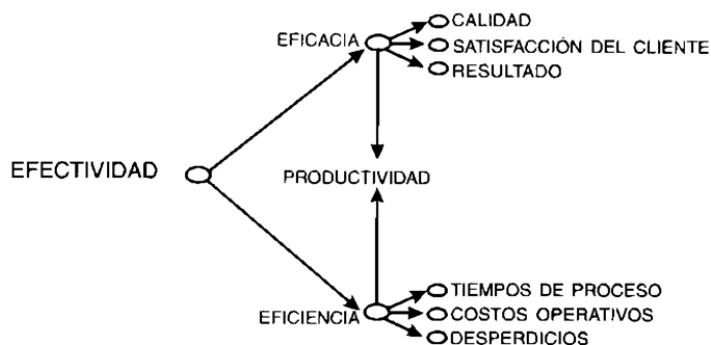 CALIDAD
EFICACIA
SATISFACCIÓN DEL CLIENTE
RESULTADO
EFECTIVIDAD
PRODUCTIVIDAD
TIEMPOS DE PROCESO
EFICIENCIA
COSTOS OPERATIVOS
DESPERDICIOS